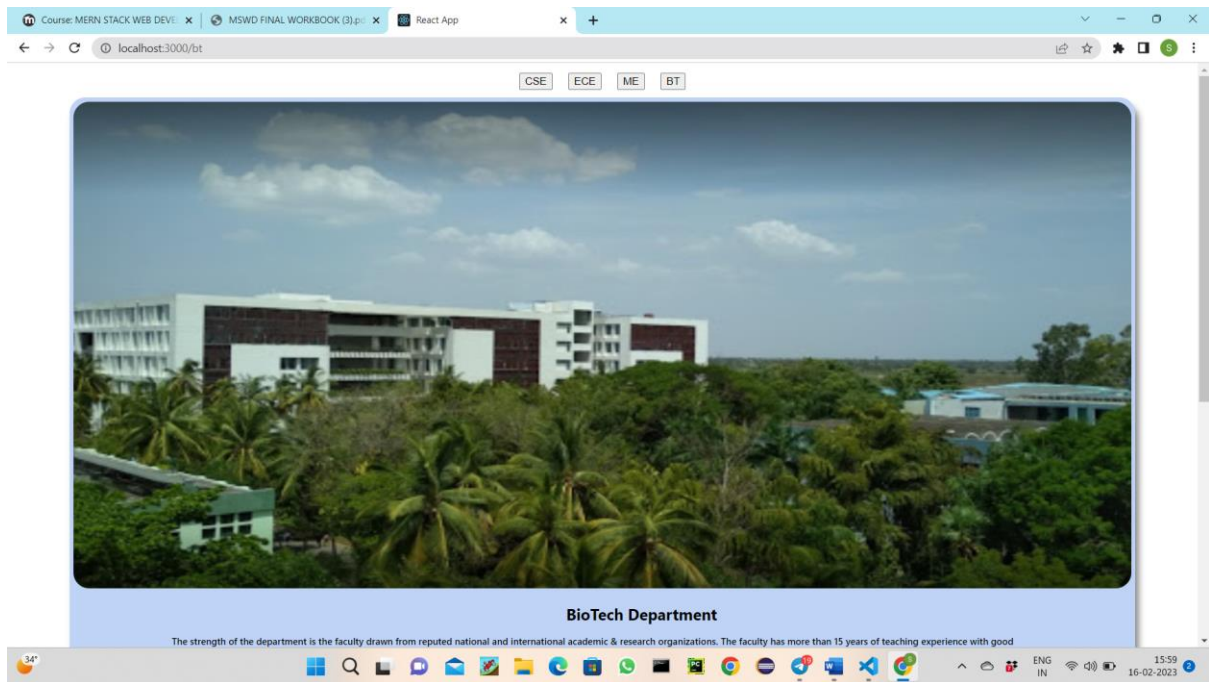 Course: MERN STACK WEB DEVE
MSWD FINAL WORKBOOK (3).pd
React App
localhost:3000/bt
S
CSE
ECE
ME
BT
BioTech Department
The strength of the department is the faculty drawn from reputed national and international academic & research organizations. The faculty has more than 15 years of teaching experience with good
34°
PC
ENG
IN
15:59
16-02-2023
2